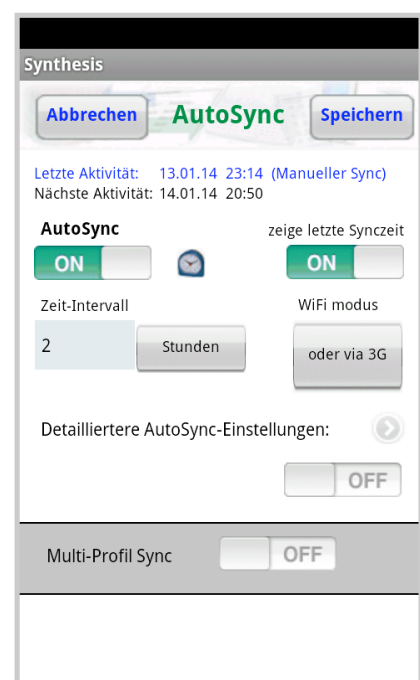 Synthesis
Abbrechen AutoSync Speichern
Letzte Aktivität: 13.01.14 23:14 (Manueller Sync)
Nächste Aktivität: 14.01.14 20:50
AutoSync zeige letzte Synczeit
ON ON
Zeit-Intervall WiFi modus
2 Stunden oder via 3G
Detailliertere AutoSync-Einstellungen:
OFF
Multi-Profil Sync OFF